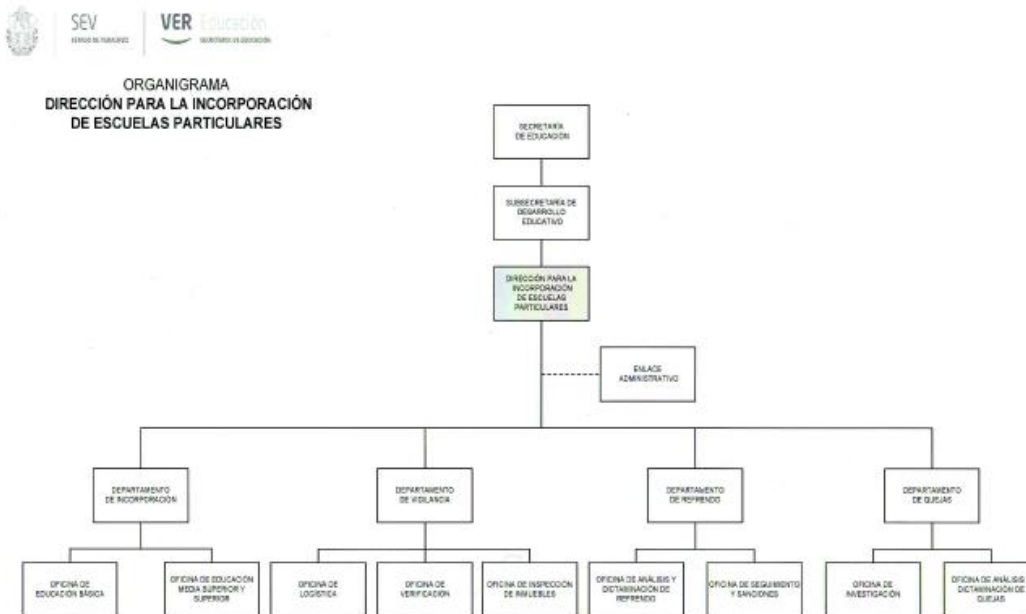 SEV
VER Educación
SECRETARÍA DE EDUCACIÓN
ORGANIGRAMA
DIRECCIÓN PARA LA INCORPORACIÓN
DE ESCUELAS PARTICULARES
SECRETARÍA
DE EDUCACIÓN
SUBSECRETARÍA DE
DESARROLLO
EDUCATIVO
DIRECCIÓN PARA LA
INCORPORACIÓN
DE ESCUELAS
PARTICULARES
ENLACE
ADMINISTRATIVO
DEPARTAMENTO
DE INCORPORACIÓN
DEPARTAMENTO
DE VIGILANCIA
DEPARTAMENTO
DE REFRENDO
DEPARTAMENTO
DE QUEJAS
OFICINA DE
EDUCACIÓN BÁSICA
OFICINA DE EDUCACIÓN
MEDIA SUPERIOR Y
SUPERIOR
OFICINA DE
LOGÍSTICA
OFICINA DE
VERIFICACIÓN
OFICINA DE INSPECCIÓN
DE INMUEBLES
OFICINA DE ANÁLISIS Y
DICTAMINACIÓN DE
REFRENDO
OFICINA DE SEGUIMIENTO
Y SANCIONES
OFICINA DE
INVESTIGACIÓN
OFICINA DE ANÁLISIS
DICTAMINACIÓN DE
QUEJAS